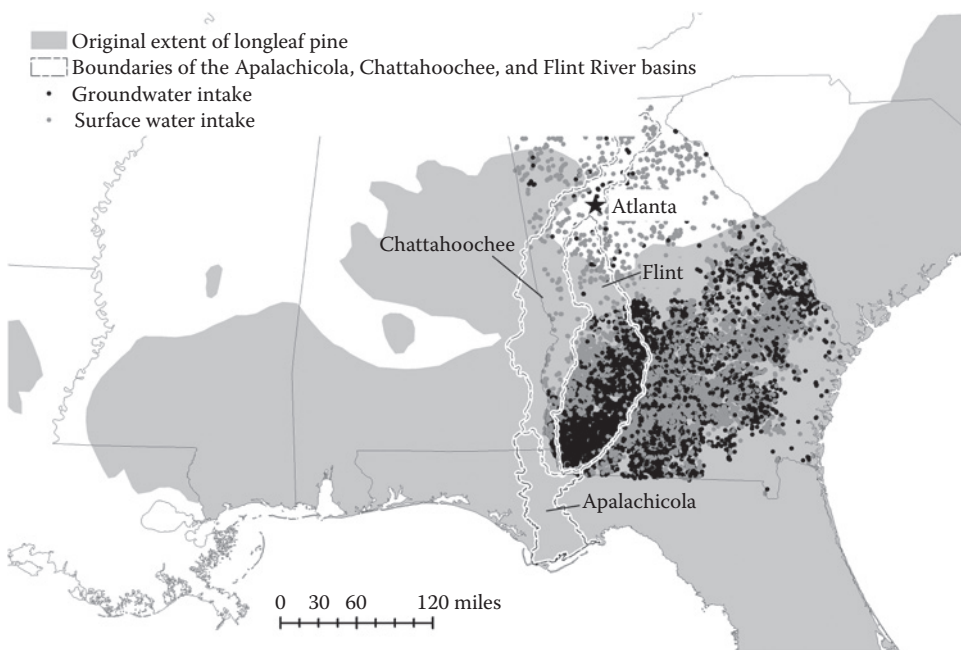 Original extent of longleaf pine
Boundaries of the Apalachicola, Chattahoochee, and Flint River basins
Groundwater intake
Surface water intake
Atlanta
Chattahoochee
Flint
Apalachicola
0 30 60 120 miles